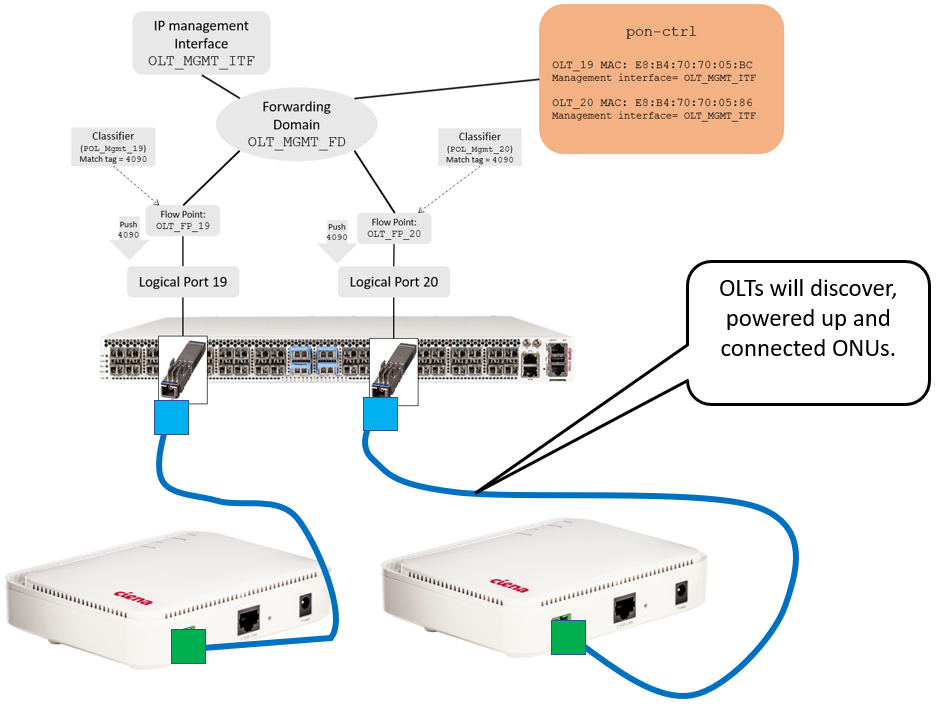 IP management
Interface
OLT_MGMT_ITF
pon-ctrl
OLT_19 MAC: E8:B4:70:70:05:BC
Management interface= OLT_MGMT_ITF
OLT_20 MAC: E8:B4:70:70:05:86
Management interface= OLT_MGMT_ITF
Forwarding
Domain
OLT_MGMT_FD
Classifier
(POL_Mgmt_19)
Match tag = 4090
Classifier
(POL_Mgmt_20)
Match tag = 4090
Push
4090
Flow Point:
OLT_FP_19
Push
4090
Flow Point:
OLT_FP_20
Logical Port 19
Logical Port 20
OLTs will discover,
powered up and
connected ONUs.
ciena
ciena